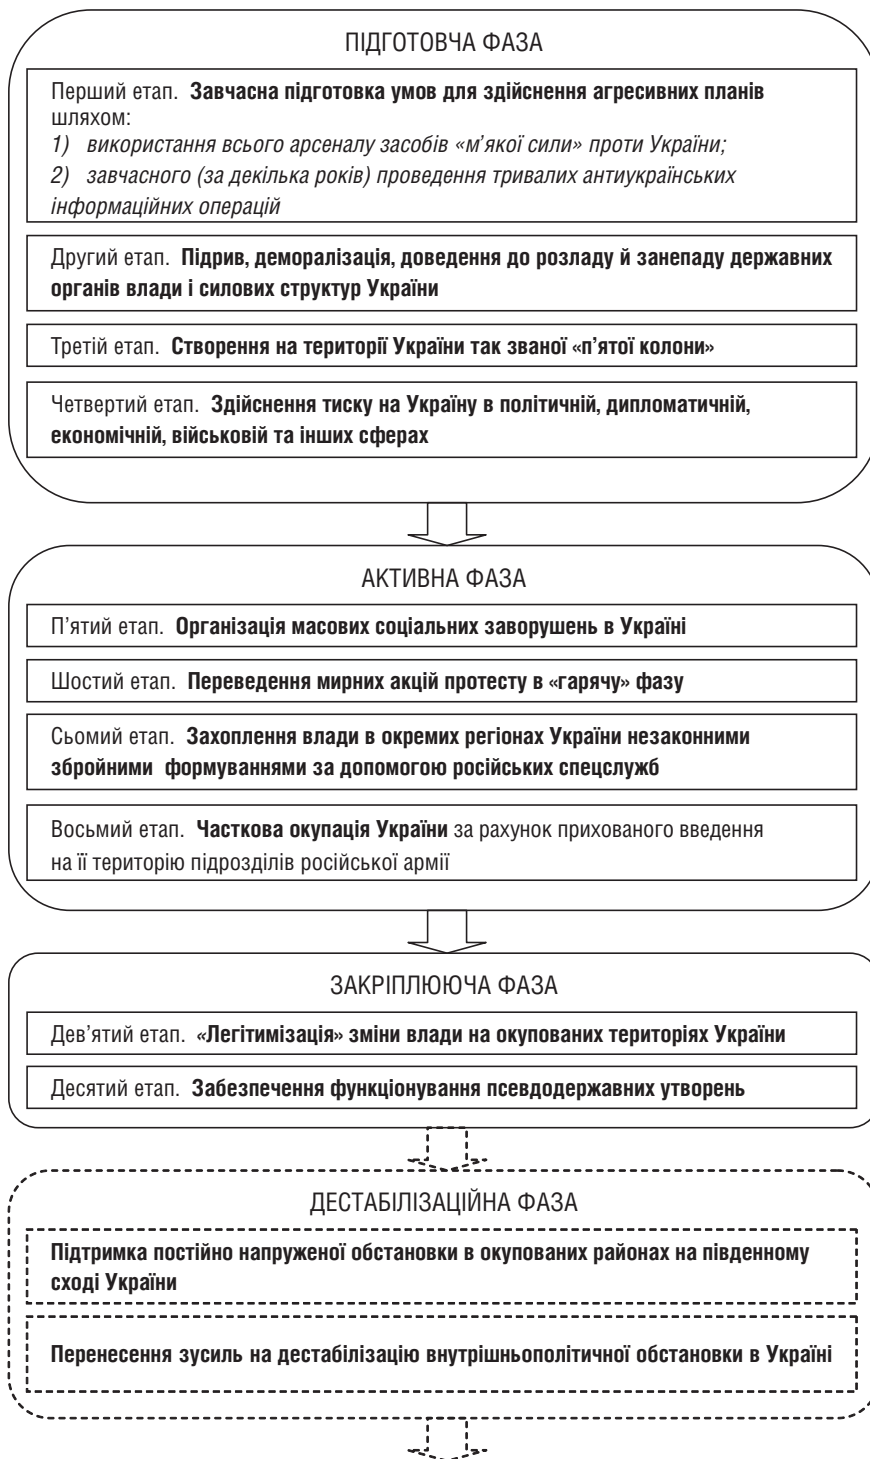 ПІДГОТОВЧА ФАЗА
Перший етап. Завчасна підготовка умов для здійснення агресивних планів
шляхом:
1) використання всього арсеналу засобів «м’якої сили» проти України;
2) завчасного (за декілька років) проведення тривалих антиукраїнських
інформаційних операцій
Другий етап. Підрив, деморалізація, доведення до розладу й занепаду державних
органів влади і силових структур України
Третій етап. Створення на території України так званої «п’ятої колони»
Четвертий етап. Здійснення тиску на Україну в політичній, дипломатичній,
економічній, військовій та інших сферах
АКТИВНА ФАЗА
П’ятий етап. Організація масових соціальних заворушень в Україні
Шостий етап. Переведення мирних акцій протесту в «гарячу» фазу
Сьомий етап. Захоплення влади в окремих регіонах України незаконними
збройними формуваннями за допомогою російських спецслужб
Восьмий етап. Часткова окупація України за рахунок прихованого введення
на її територію підрозділів російської армії
ЗАКРІПЛЮЮЧА ФАЗА
Дев’ятий етап. «Легітимізація» зміни влади на окупованих територіях України
Десятий етап. Забезпечення функціонування псевдодержавних утворень
ДЕСТАБІЛІЗАЦІЙНА ФАЗА
Підтримка постійно напруженої обстановки в окупованих районах на південному
сході України
Перенесення зусиль на дестабілізацію внутрішньополітичної обстановки в Україні